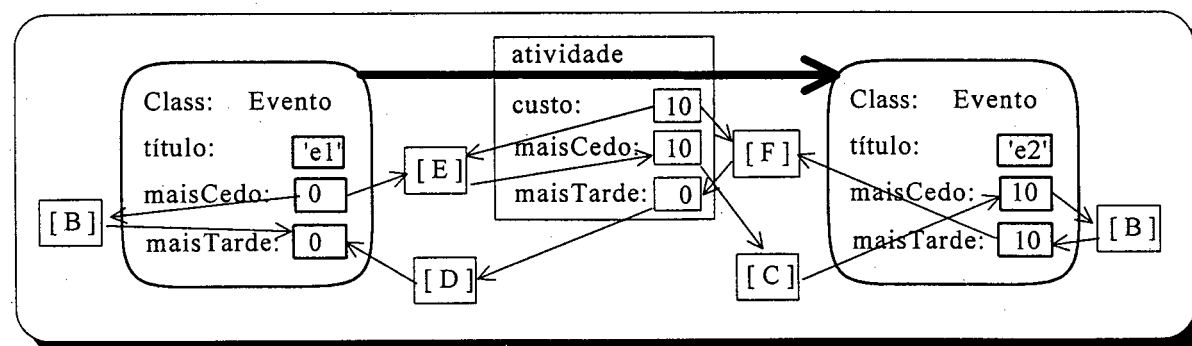 atividade
custo: 10
maisCedo: 10
maisTarde: 0
Class: Evento
título: 'e1'
maisCedo: 0
maisTarde: 0
Class: Evento
título: 'e2'
maisCedo: 10
maisTarde: 10
[ B ]
[ E ]
[ D ]
[ F ]
[ C ]
[ B ]